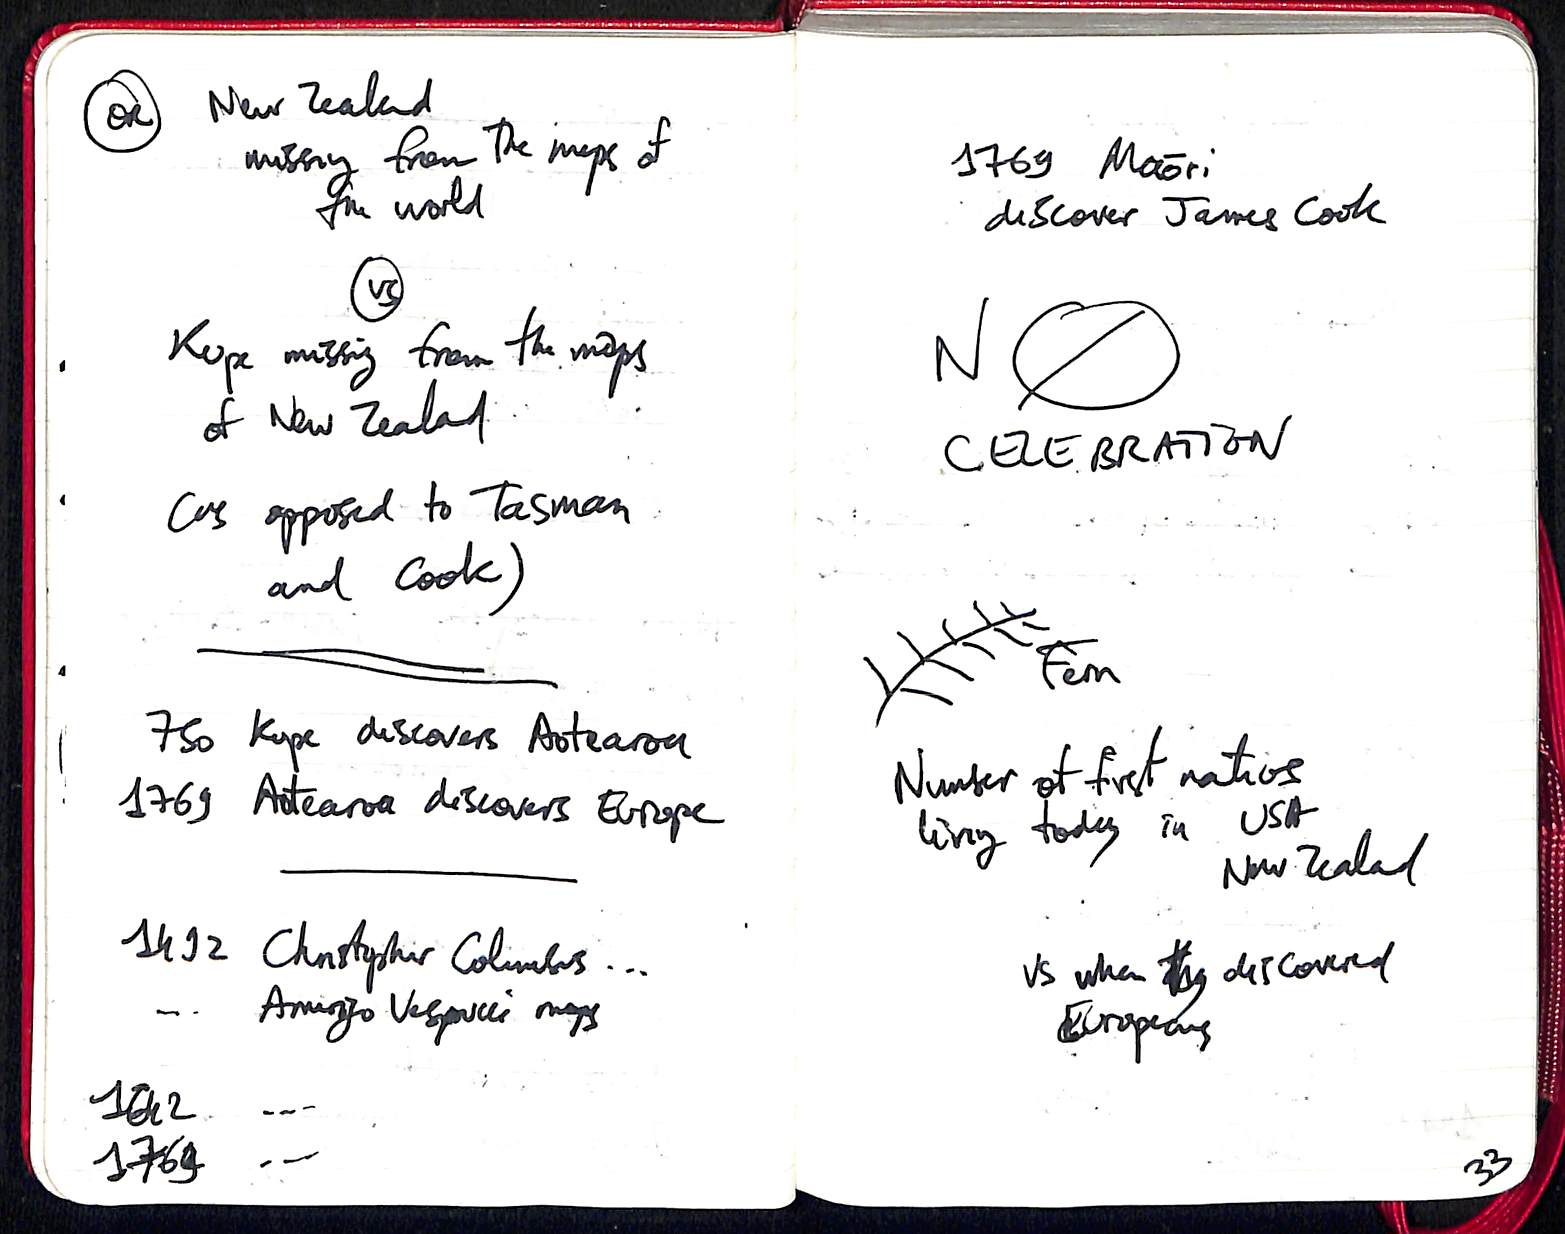 OR New Zealand
missing from the maps of
the world
VS
Kupe missing from the maps
of New Zealand
(as opposed to Tasman
and Cook)
750 Kupe discovers Aotearoa
1769 Aotearoa discovers Europe
1492 Christopher Columbus ...
... Amerigo Vespucci maps
1642 ----
1769 ---
1769 Māori
discover James Cook
NO
CELEBRATION
Fern
Number of first natives
living today in USA
New Zealand
vs when they discovered
Europeans
33